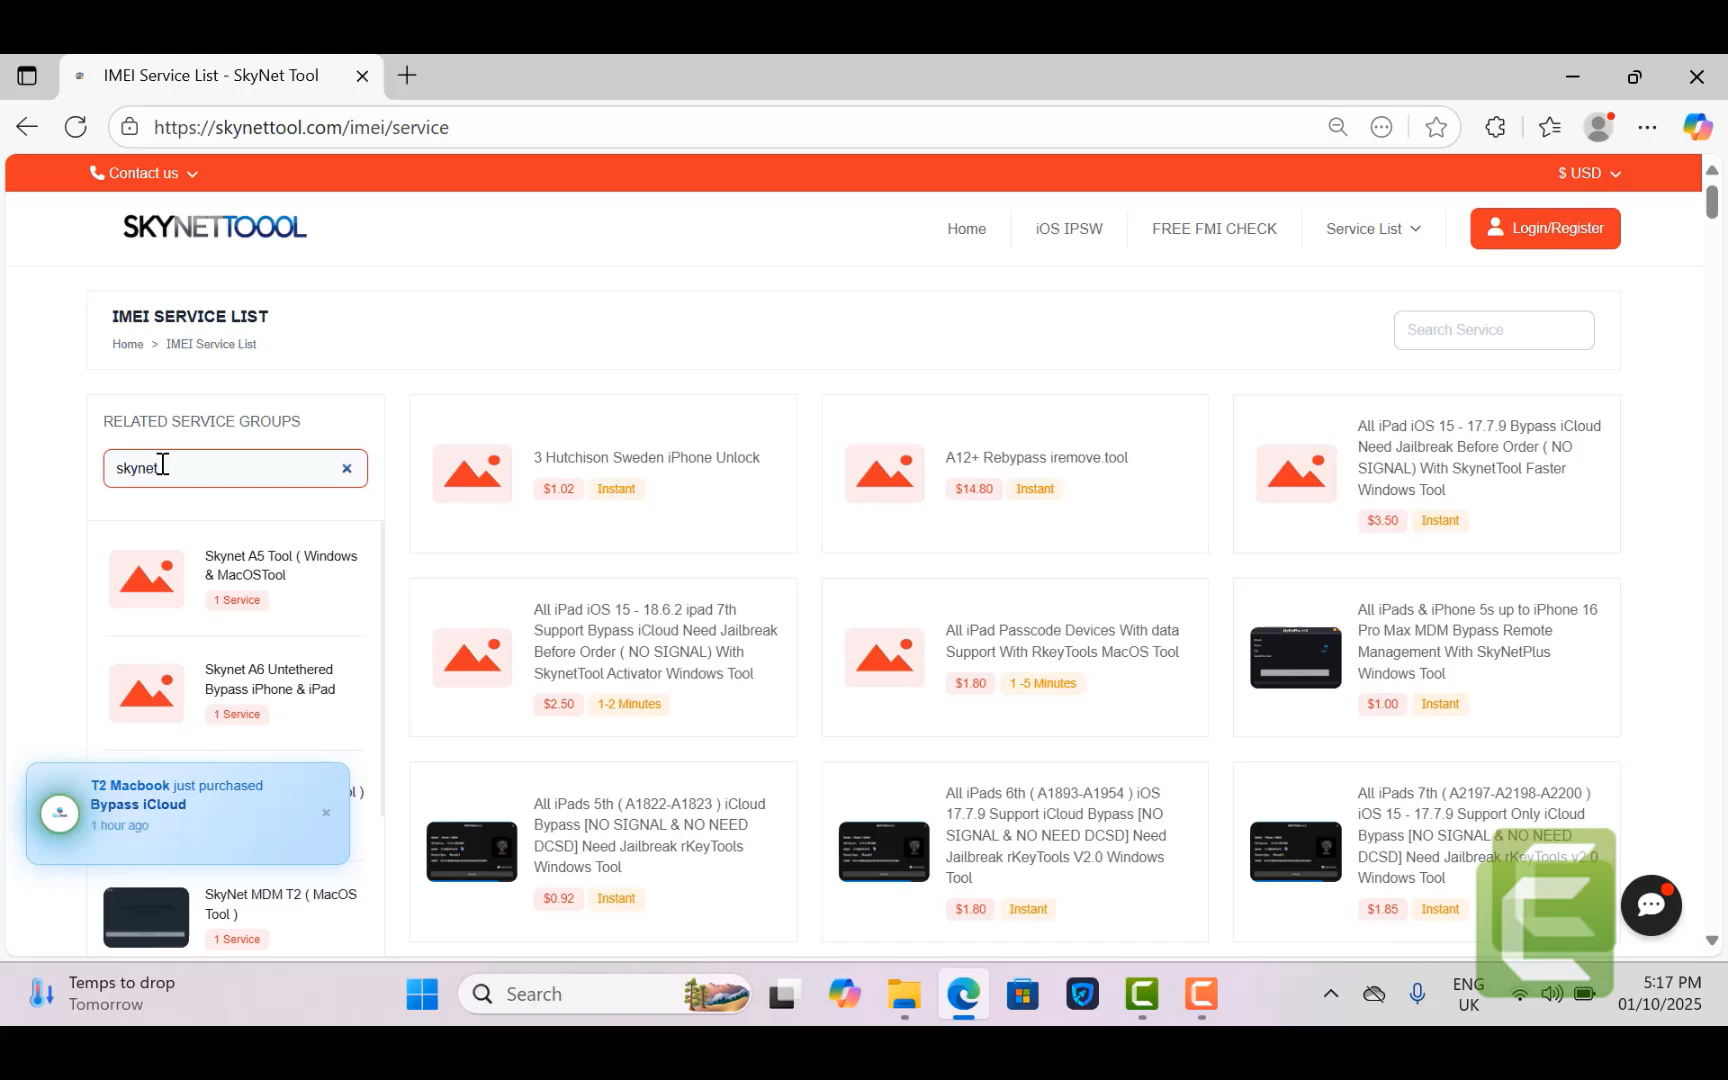 IMEI Service List - SkyNet Tool
https://skynettool.com/imei/service
Contact us
$ USD
SKYNETTOOOL
Home
iOS IPSW
FREE FMI CHECK
Service List
Login/Register
IMEI SERVICE LIST
Home > IMEI Service List
Search Service
RELATED SERVICE GROUPS
skynet
Skynet A5 Tool ( Windows
& MacOSTool
1 Service
Skynet A6 Untethered
Bypass iPhone & iPad
1 Service
ol )
T2 Macbook just purchased
Bypass iCloud
1 hour ago
SkyNet MDM T2 ( MacOS
Tool )
1 Service
3 Hutchison Sweden iPhone Unlock
$1.02 Instant
A12+ Rebypass iremove.tool
$14.80 Instant
All iPad iOS 15 - 17.7.9 Bypass iCloud
Need Jailbreak Before Order ( NO
SIGNAL) With SkynetTool Faster
Windows Tool
$3.50 Instant
All iPad iOS 15 - 18.6.2 ipad 7th
Support Bypass iCloud Need Jailbreak
Before Order ( NO SIGNAL) With
SkynetTool Activator Windows Tool
$2.50 1-2 Minutes
All iPad Passcode Devices With data
Support With RkeyTools MacOS Tool
$1.80 1 -5 Minutes
All iPads & iPhone 5s up to iPhone 16
Pro Max MDM Bypass Remote
Management With SkyNetPlus
Windows Tool
$1.00 Instant
All iPads 5th ( A1822-A1823 ) iCloud
Bypass [NO SIGNAL & NO NEED
DCSD] Need Jailbreak rKeyTools
Windows Tool
$0.92 Instant
All iPads 6th ( A1893-A1954 ) iOS
17.7.9 Support iCloud Bypass [NO
SIGNAL & NO NEED DCSD] Need
Jailbreak rKeyTools V2.0 Windows
Tool
$1.80 Instant
All iPads 7th ( A2197-A2198-A2200 )
iOS 15 - 17.7.9 Support Only iCloud
Bypass [NO SIGNAL & NO NEED
DCSD] Need Jailbreak rKeyTools v2.0
Windows Tool
$1.85 Instant
Temps to drop
Tomorrow
Search
ENG
UK
5:17 PM
01/10/2025